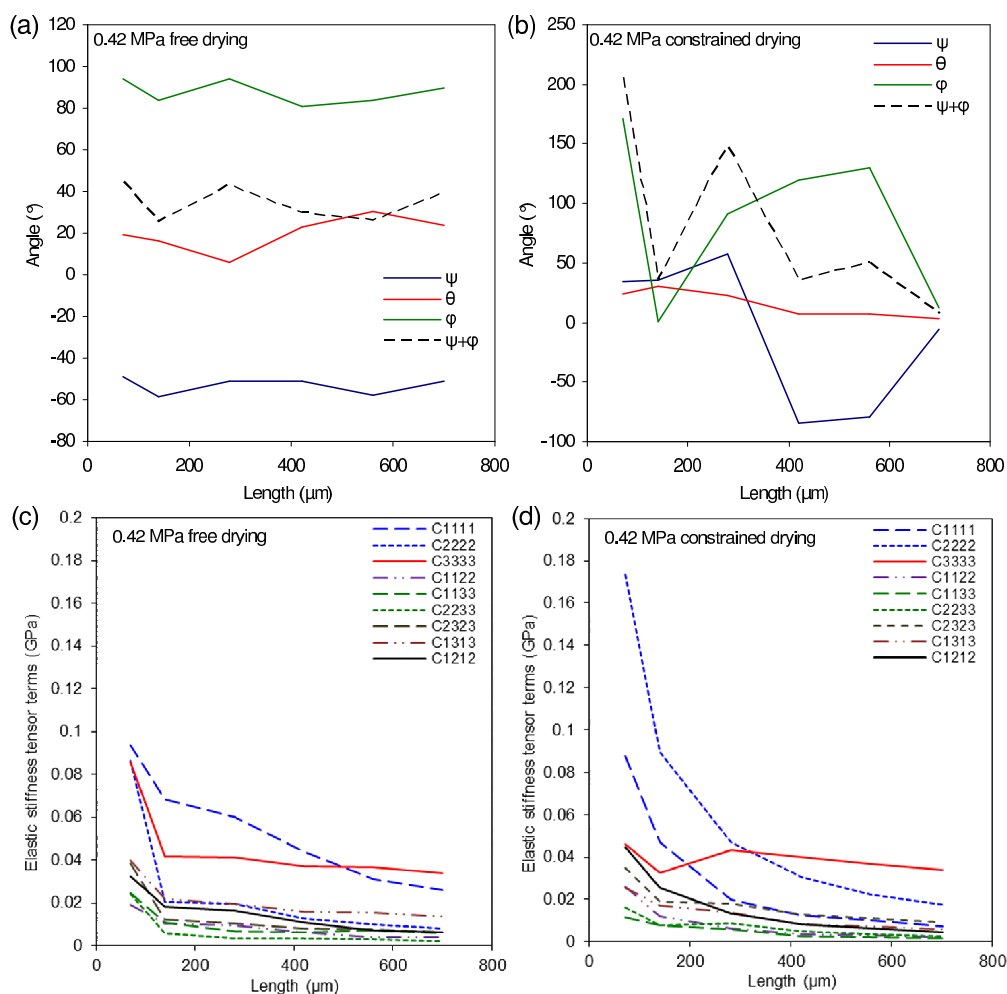 (a)
0.42 MPa free drying
120
100
80
60
40
20
0
-20
-40
-60
-80
Angle (°)
ψ
θ
φ
ψ+φ
0 200 400 600 800
Length (µm)
(b)
0.42 MPa constrained drying
250
200
150
100
50
0
-50
-100
Angle (°)
ψ
θ
φ
ψ+φ
0 200 400 600 800
Length (µm)
(c)
0.42 MPa free drying
0.2
0.18
0.16
0.14
0.12
0.1
0.08
0.06
0.04
0.02
0
Elastic stiffness tensor terms (GPa)
C1111
C2222
C3333
C1122
C1133
C2233
C2323
C1313
C1212
0 200 400 600 800
Length (µm)
(d)
0.42 MPa constrained drying
0.2
0.18
0.16
0.14
0.12
0.1
0.08
0.06
0.04
0.02
0
Elastic stiffness tensor terms (GPa)
C1111
C2222
C3333
C1122
C1133
C2233
C2323
C1313
C1212
0 200 400 600 800
Length (µm)